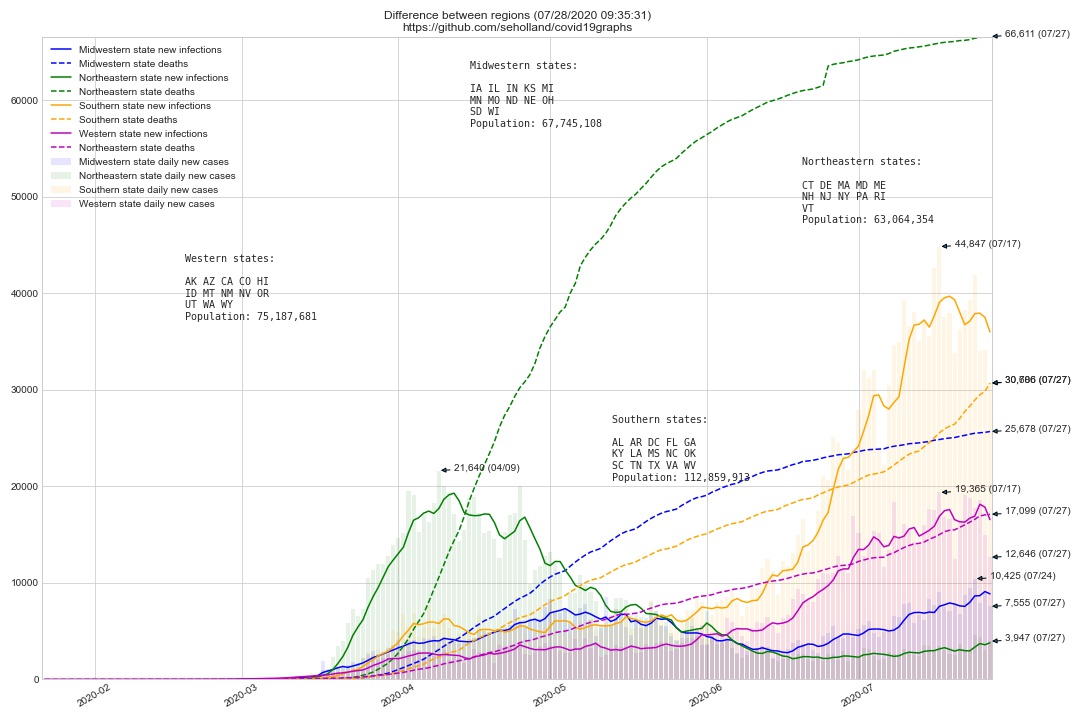 Difference between regions (07/28/2020 09:35:31)
https://github.com/seholland/covid19graphs
Midwestern state new infections
Midwestern state deaths
Northeastern state new infections
Northeastern state deaths
Southern state new infections
Southern state deaths
Western state new infections
Northeastern state deaths
Midwestern state daily new cases
Northeastern state daily new cases
Southern state daily new cases
Western state daily new cases
Midwestern states:
IA IL IN KS MI
MN MO ND NE OH
SD WI
Population: 67,745,108
Northeastern states:
CT DE MA MD ME
NH NJ NY PA RI
VT
Population: 63,064,354
Western states:
AK AZ CA CO HI
ID MT NM NV OR
UT WA WY
Population: 75,187,681
Southern states:
AL AR DC FL GA
KY LA MS NC OK
SC TN TX VA WV
Population: 112,859,913
66,611 (07/27)
44,847 (07/17)
(07/27)
25,678 (07/27)
21,640 (04/09)
19,365 (07/17)
17,099 (07/27)
12,646 (07/27)
10,425 (07/24)
7,555 (07/27)
3,947 (07/27)
60000
50000
40000
30000
20000
10000
0
2020-02
2020-03
2020-04
2020-05
2020-06
2020-07